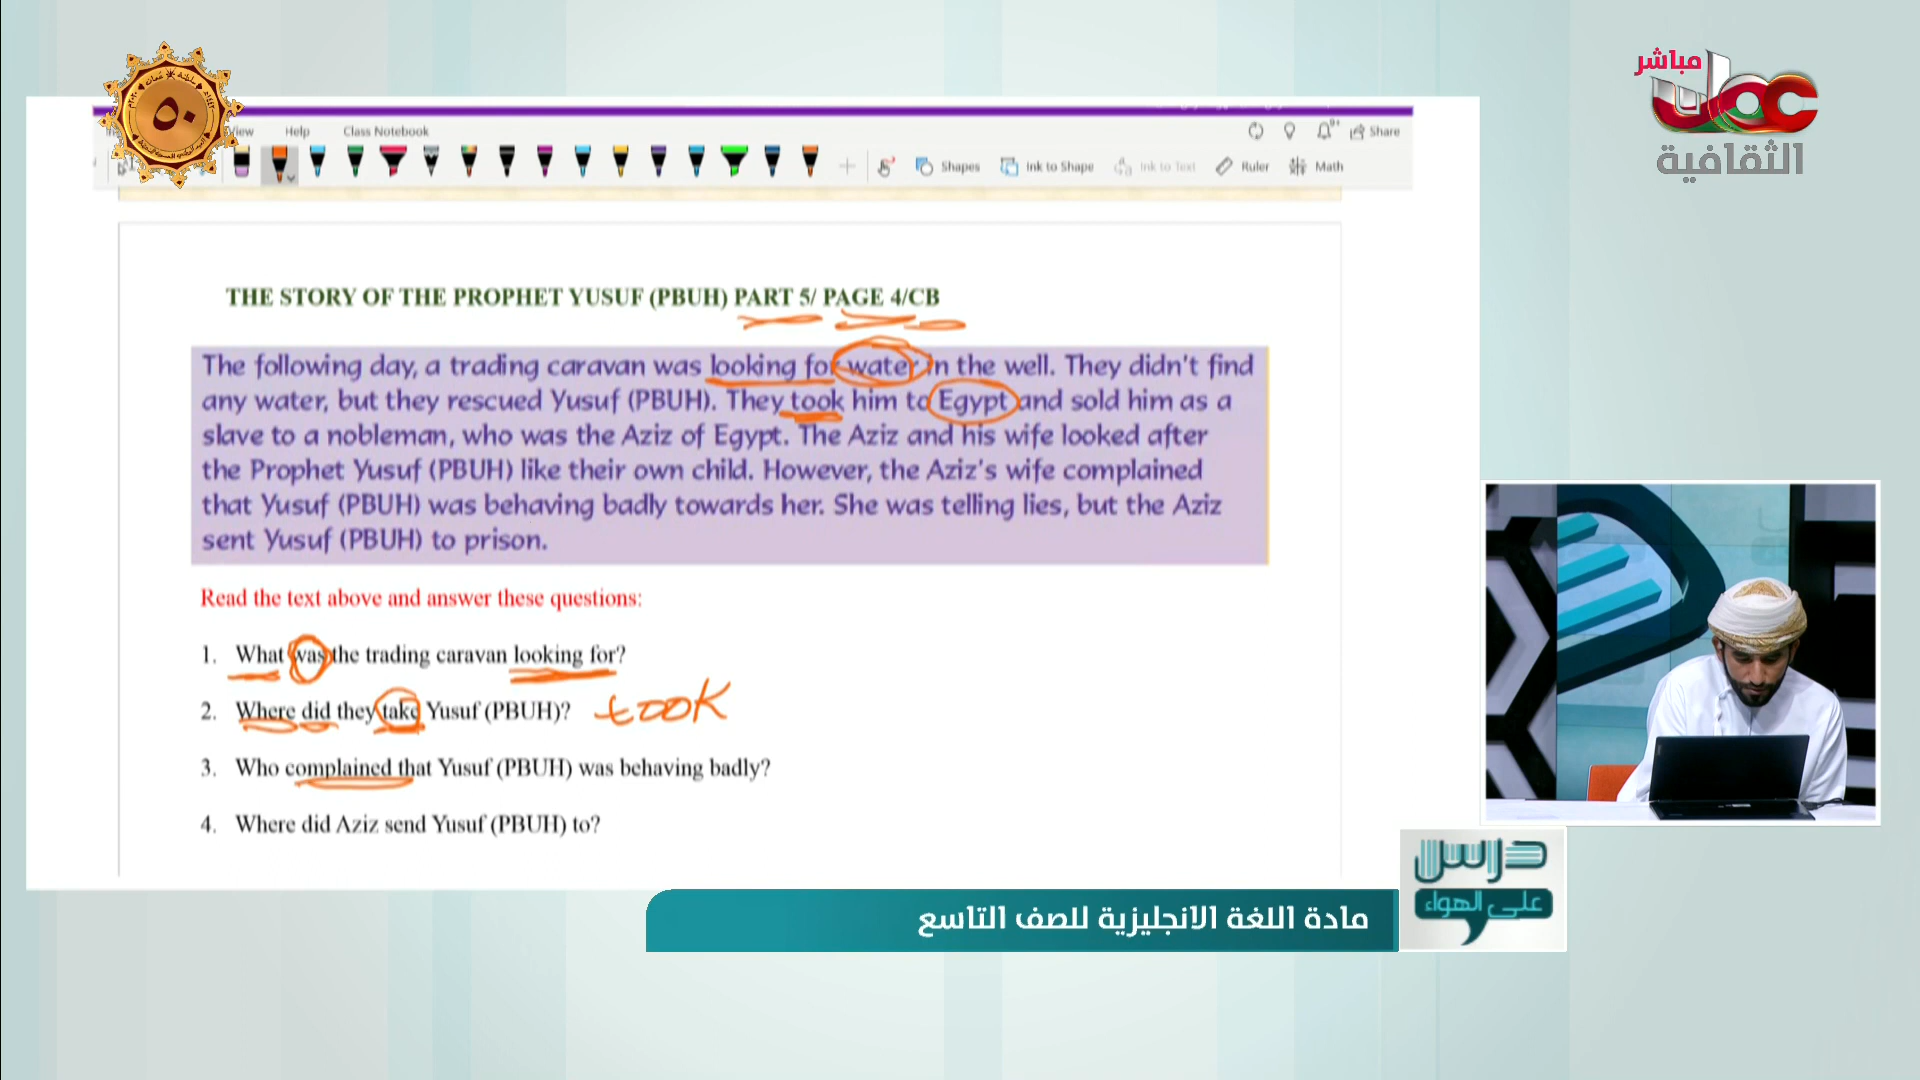 مباشر
عمان
الثقافية
٥٠
View Help Class Notebook Share
Shapes Ink to Shape Ink to Text Ruler Math
THE STORY OF THE PROPHET YUSUF (PBUH) PART 5/ PAGE 4/CB
The following day, a trading caravan was looking for water in the well. They didn't find
any water, but they rescued Yusuf (PBUH). They took him to Egypt and sold him as a
slave to a nobleman, who was the Aziz of Egypt. The Aziz and his wife looked after
the Prophet Yusuf (PBUH) like their own child. However, the Aziz's wife complained
that Yusuf (PBUH) was behaving badly towards her. She was telling lies, but the Aziz
sent Yusuf (PBUH) to prison.
Read the text above and answer these questions:
1. What was the trading caravan looking for?
2. Where did they take Yusuf (PBUH)? took
3. Who complained that Yusuf (PBUH) was behaving badly?
4. Where did Aziz send Yusuf (PBUH) to?
درس
على الهواء
مادة اللغة الانجليزية للصف التاسع